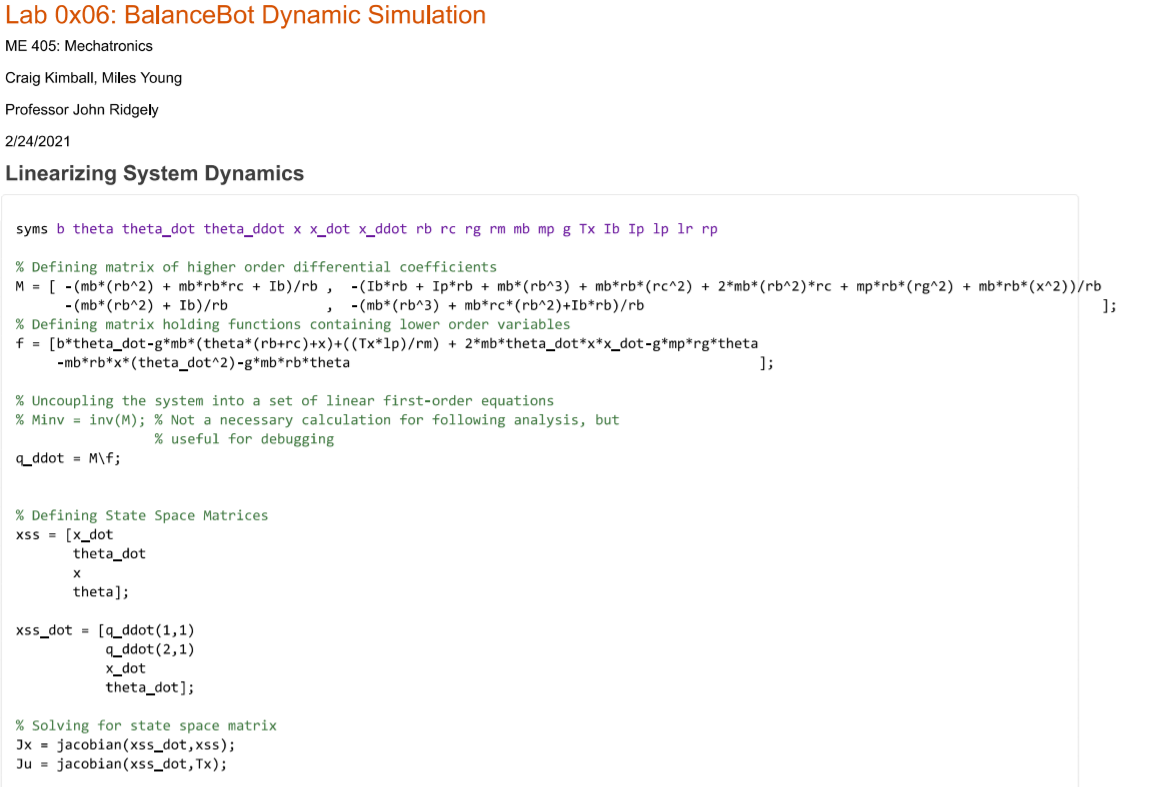 Lab 0x06: BalanceBot Dynamic Simulation
ME 405: Mechatronics
Craig Kimball, Miles Young
Professor John Ridgely
2/24/2021
Linearizing System Dynamics
syms b theta theta_dot theta_ddot x x_dot x_ddot rb rc rg rm mb mp g Tx Ib Ip lp lr rp
% Defining matrix of higher order differential coefficients
M = [ -(mb*(rb^2) + mb*rb*rc + Ib)/rb , -(Ib*rb + Ip*rb + mb*(rb^3) + mb*rb*(rc^2) + 2*mb*(rb^2)*rc + mp*rb*(rg^2) + mb*rb*(x^2))/rb
-(mb*(rb^2) + Ib)/rb , -(mb*(rb^3) + mb*rc*(rb^2)+Ib*rb)/rb ];
% Defining matrix holding functions containing lower order variables
f = [b*theta_dot-g*mb*(theta*(rb+rc)+x)+((Tx*lp)/rm) + 2*mb*theta_dot*x*x_dot-g*mp*rg*theta
-mb*rb*x*(theta_dot^2)-g*mb*rb*theta ];
% Uncoupling the system into a set of linear first-order equations
% Minv = inv(M); % Not a necessary calculation for following analysis, but
% useful for debugging
q_ddot = M\f;
% Defining State Space Matrices
xss = [x_dot
theta_dot
x
theta];
xss_dot = [q_ddot(1,1)
q_ddot(2,1)
x_dot
theta_dot];
% Solving for state space matrix
Jx = jacobian(xss_dot,xss);
Ju = jacobian(xss_dot,Tx);